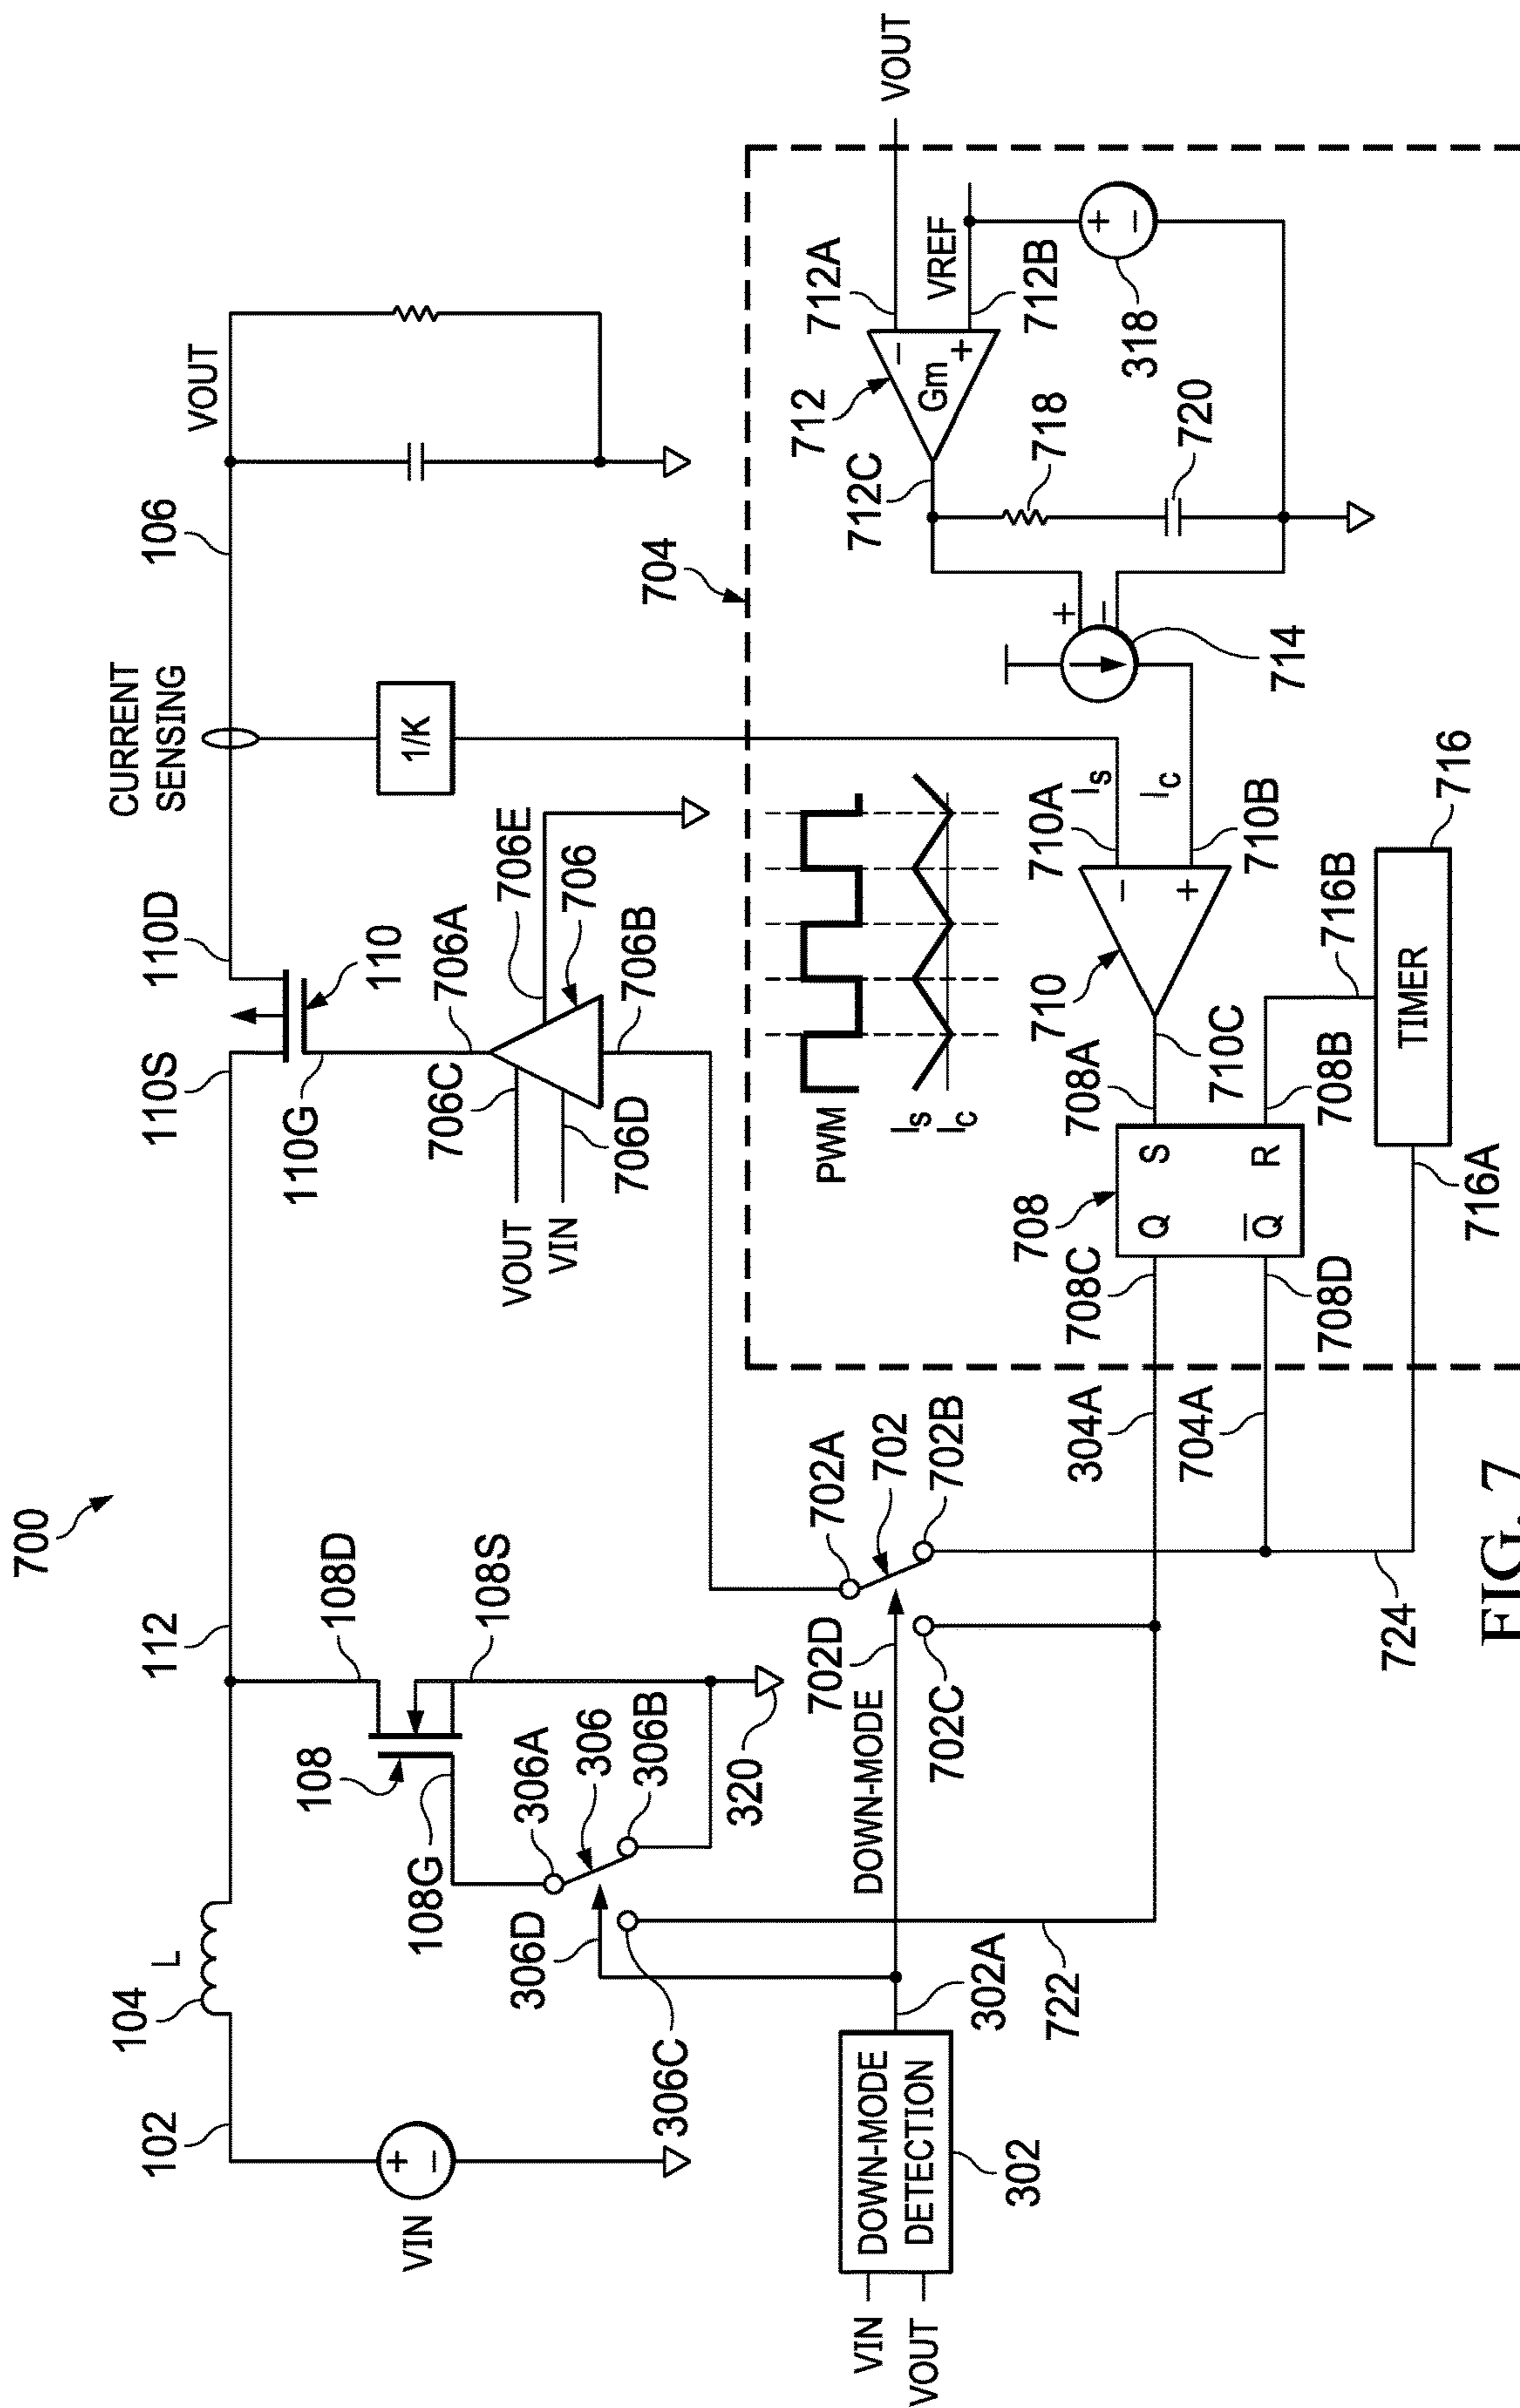 700
102
104
L
112
108D
108S
108
108G
VIN
306A
306
306B
306D
306C
320
110S
110D
110
110G
706A
706E
706
706B
706C
706D
VOUT
VIN
CURRENT
SENSING
1/K
106
VOUT
VIN
VOUT
DOWN-MODE
DETECTION
302
302A
DOWN-MODE
702D
702A
702
702B
702C
722
724
304A
704A
704
PWM
Is
Ic
708
708C
708D
Q
S
Q̅
R
708A
708B
710C
710
710A
710B
−
+
Is
Ic
716A
716B
TIMER
716
714
+
−
712C
712
Gm
−
+
712A
712B
VREF
VOUT
718
720
318
+
−
+
−
FIG. 7